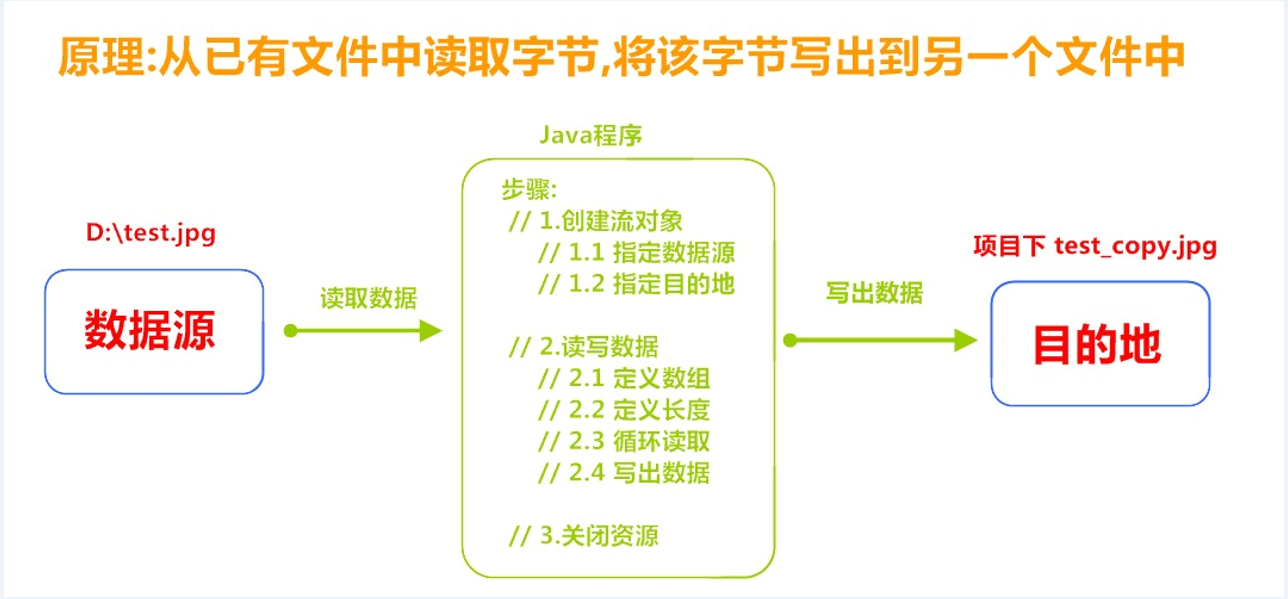 原理:从已有文件中读取字节,将该字节写出到另一个文件中
Java程序
D:\test.jpg
数据源
读取数据
步骤:
// 1.创建流对象
// 1.1 指定数据源
// 1.2 指定目的地
// 2.读写数据
// 2.1 定义数组
// 2.2 定义长度
// 2.3 循环读取
// 2.4 写出数据
// 3.关闭资源
写出数据
项目下 test_copy.jpg
目的地